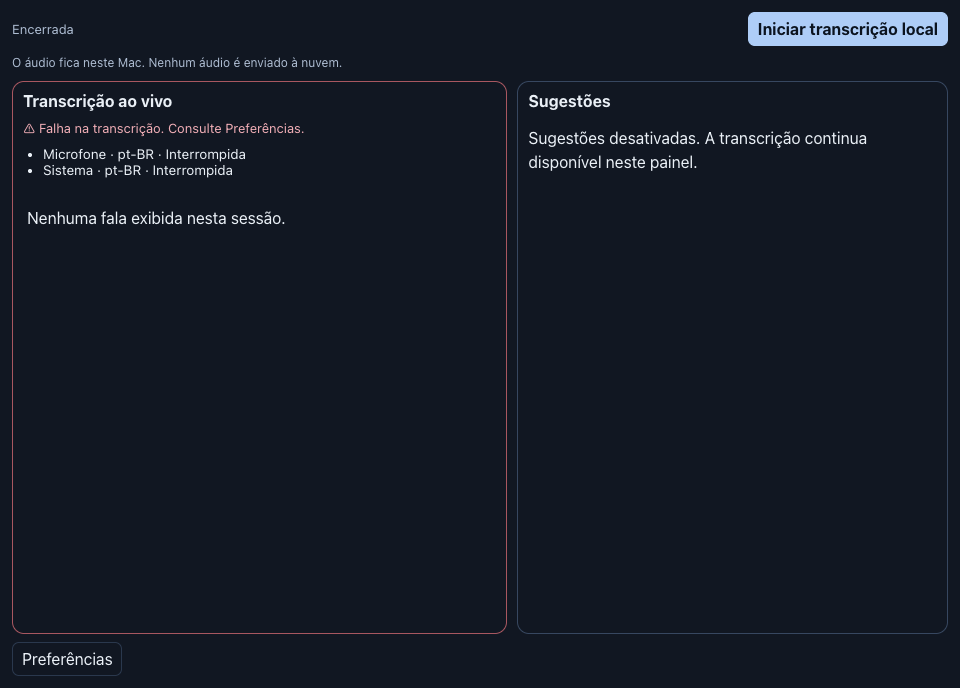 Encerrada
Iniciar transcrição local
O áudio fica neste Mac. Nenhum áudio é enviado à nuvem.
Transcrição ao vivo
⚠ Falha na transcrição. Consulte Preferências.
• Microfone · pt-BR · Interrompida
• Sistema · pt-BR · Interrompida
Nenhuma fala exibida nesta sessão.
Sugestões
Sugestões desativadas. A transcrição continua
disponível neste painel.
Preferências